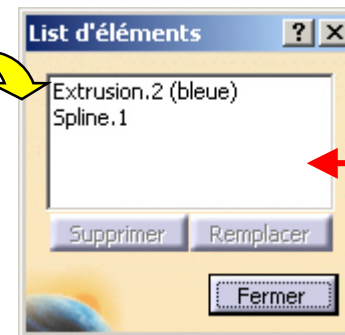 List d'éléments
Extrusion.2 (bleue)
Spline.1
Supprimer Remplacer
Fermer